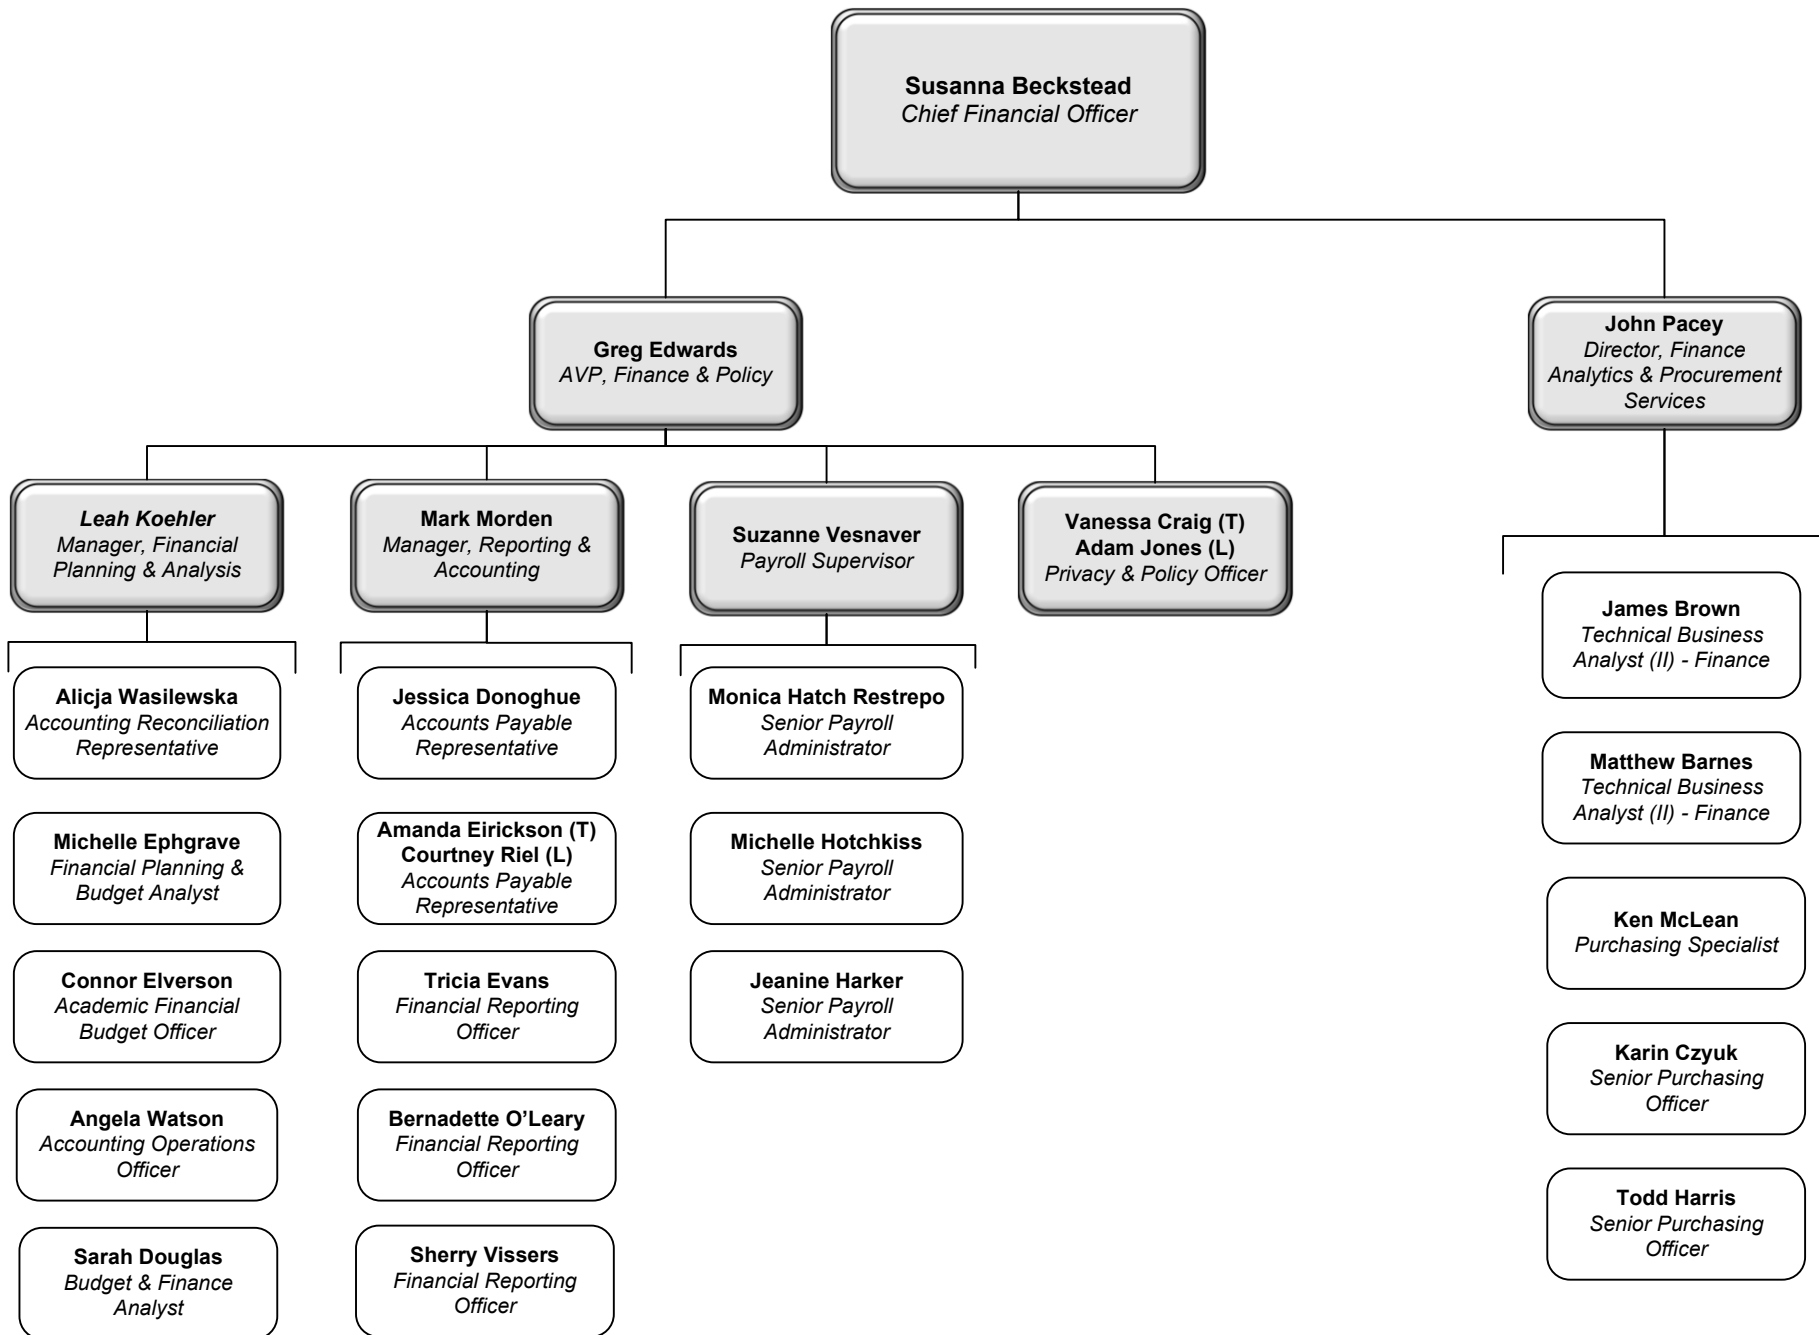 Susanna Beckstead
Chief Financial Officer
Greg Edwards
AVP, Finance & Policy
John Pacey
Director, Finance
Analytics & Procurement
Services
Leah Koehler
Manager, Financial
Planning & Analysis
Mark Morden
Manager, Reporting &
Accounting
Suzanne Vesnaver
Payroll Supervisor
Vanessa Craig (T)
Adam Jones (L)
Privacy & Policy Officer
Alicja Wasilewska
Accounting Reconciliation
Representative
Michelle Ephgrave
Financial Planning &
Budget Analyst
Connor Elverson
Academic Financial
Budget Officer
Angela Watson
Accounting Operations
Officer
Sarah Douglas
Budget & Finance
Analyst
Jessica Donoghue
Accounts Payable
Representative
Amanda Eirickson (T)
Courtney Riel (L)
Accounts Payable
Representative
Tricia Evans
Financial Reporting
Officer
Bernadette O’Leary
Financial Reporting
Officer
Sherry Vissers
Financial Reporting
Officer
Monica Hatch Restrepo
Senior Payroll
Administrator
Michelle Hotchkiss
Senior Payroll
Administrator
Jeanine Harker
Senior Payroll
Administrator
James Brown
Technical Business
Analyst (II) - Finance
Matthew Barnes
Technical Business
Analyst (II) - Finance
Ken McLean
Purchasing Specialist
Karin Czyuk
Senior Purchasing
Officer
Todd Harris
Senior Purchasing
Officer